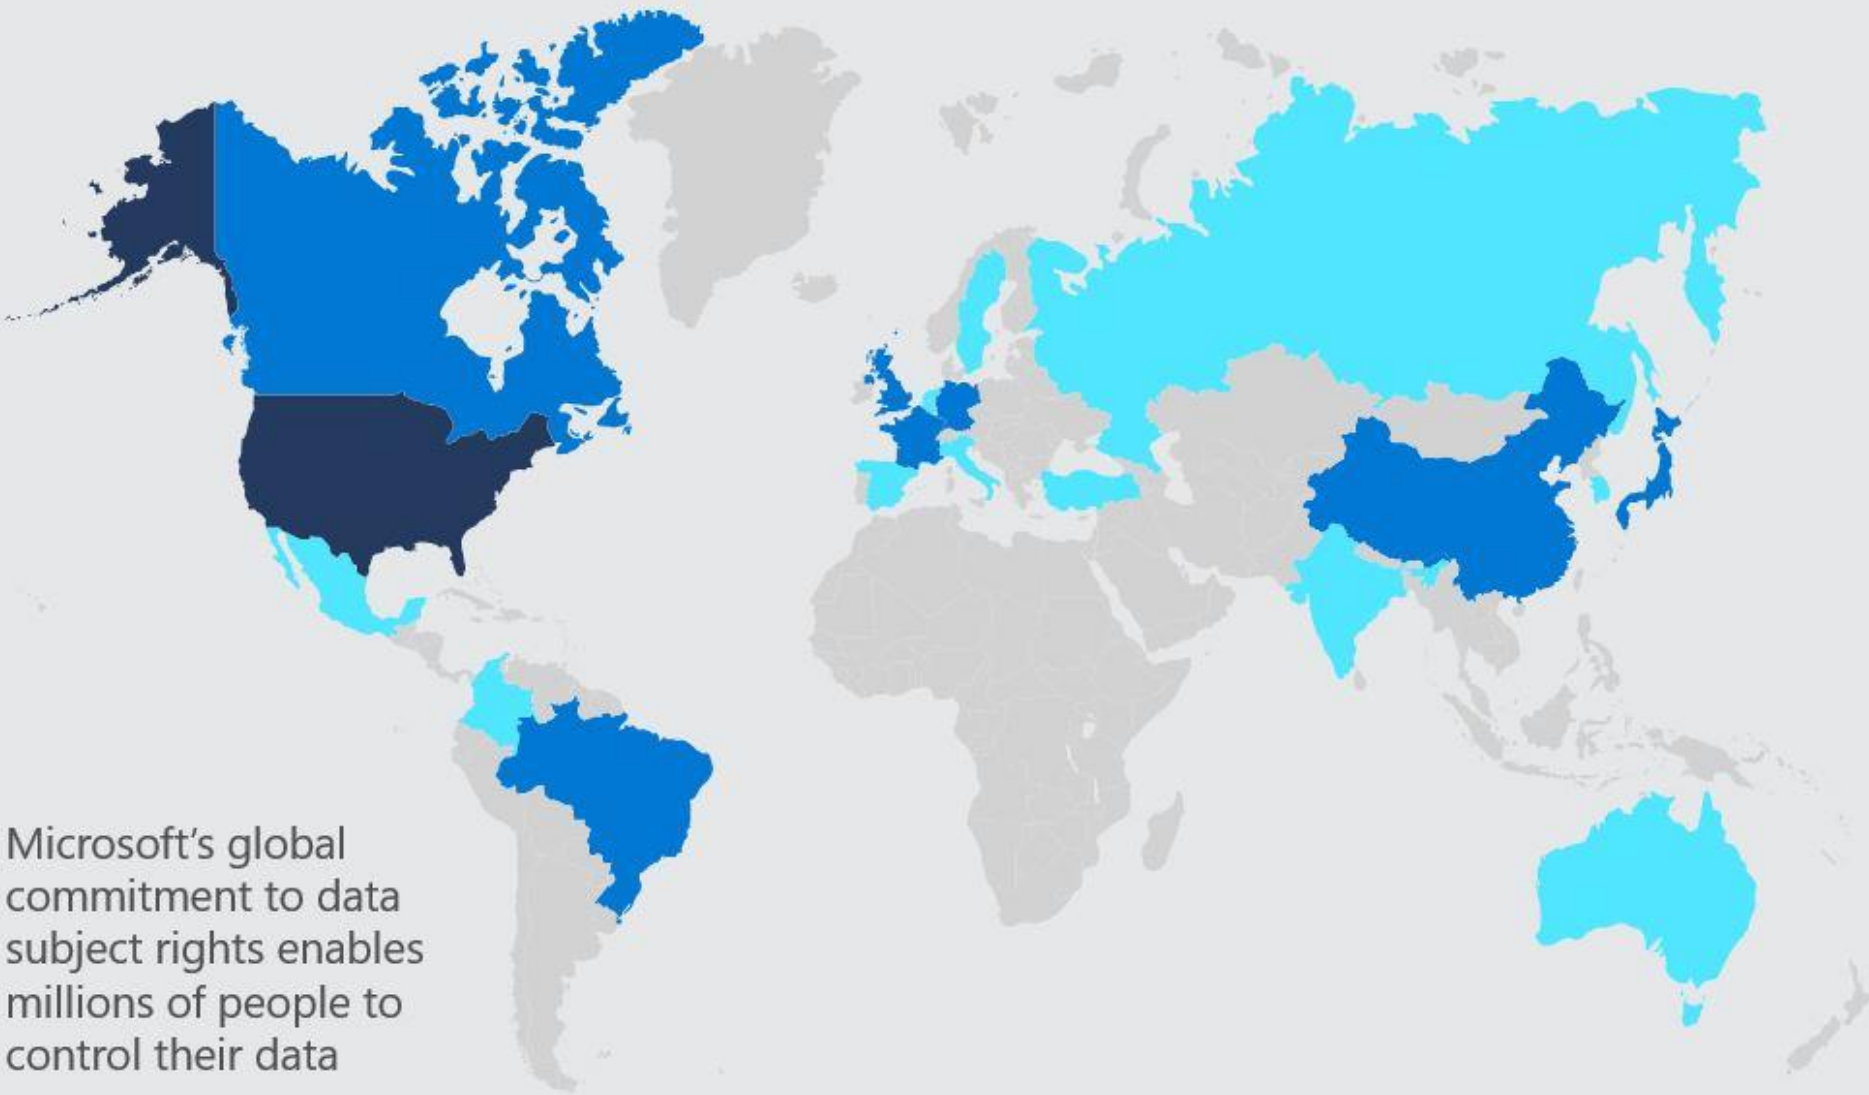 Microsoft's global
commitment to data
subject rights enables
millions of people to
control their data